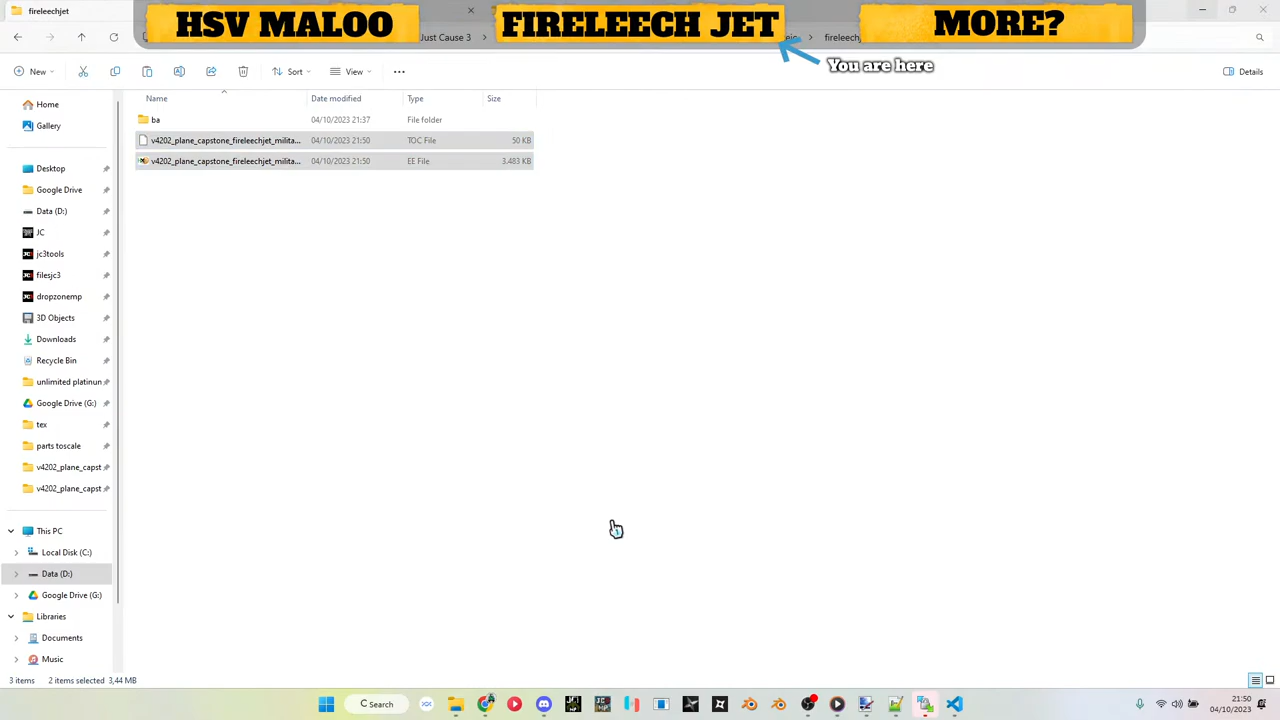 fireleechjet
HSV MALOO
FIRELEECH JET
MORE?
Just Cause 3
fireleechj
You are here
New
Sort
View
Details
Name
Date modified
Type
Size
ba
04/10/2023 21:37
File folder
v4202_plane_capstone_fireleechjet_milita...
04/10/2023 21:50
TOC File
50 KB
v4202_plane_capstone_fireleechjet_milita...
04/10/2023 21:50
EE File
3.483 KB
Home
Gallery
Desktop
Google Drive
Data (D:)
JC
jc3tools
filesjc3
dropzonemp
3D Objects
Downloads
Recycle Bin
unlimited platinun
Google Drive (G:)
tex
parts toscale
v4202_plane_capst
v4202_plane_capst
This PC
Local Disk (C:)
Data (D:)
Google Drive (G:)
Libraries
Documents
Music
3 items
2 items selected 3,44 MB
Search
21:50
04/10/2023